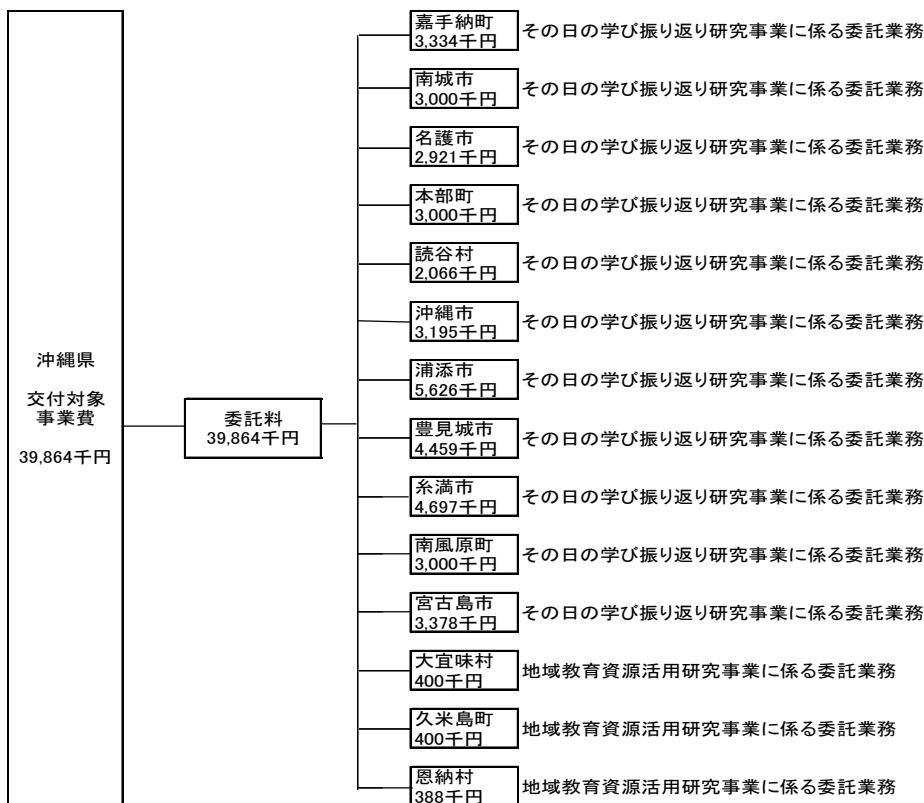 沖縄県
交付対象
事業費
39,864千円
委託料
39,864千円
嘉手納町
3,334千円
その日の学び振り返り研究事業に係る委託業務
南城市
3,000千円
その日の学び振り返り研究事業に係る委託業務
名護市
2,921千円
その日の学び振り返り研究事業に係る委託業務
本部町
3,000千円
その日の学び振り返り研究事業に係る委託業務
読谷村
2,066千円
その日の学び振り返り研究事業に係る委託業務
沖縄市
3,195千円
その日の学び振り返り研究事業に係る委託業務
浦添市
5,626千円
その日の学び振り返り研究事業に係る委託業務
豊見城市
4,459千円
その日の学び振り返り研究事業に係る委託業務
糸満市
4,697千円
その日の学び振り返り研究事業に係る委託業務
南風原町
3,000千円
その日の学び振り返り研究事業に係る委託業務
宮古島市
3,378千円
その日の学び振り返り研究事業に係る委託業務
大宜味村
400千円
地域教育資源活用研究事業に係る委託業務
久米島町
400千円
地域教育資源活用研究事業に係る委託業務
恩納村
388千円
地域教育資源活用研究事業に係る委託業務